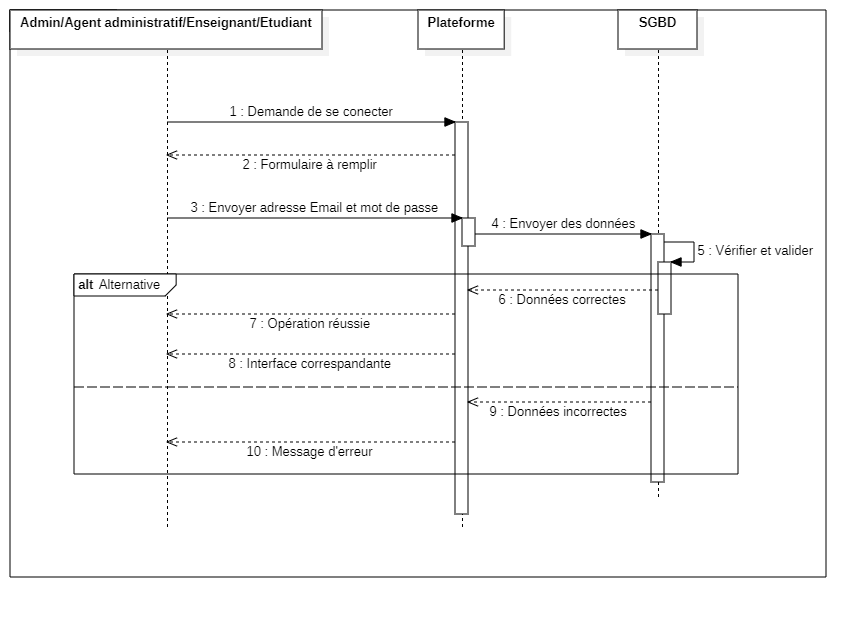 Admin/Agent administratif/Enseignant/Etudiant
Plateforme
SGBD
1 : Demande de se conecter
2 : Formulaire à remplir
3 : Envoyer adresse Email et mot de passe
4 : Envoyer des données
5 : Vérifier et valider
alt Alternative
6 : Données correctes
7 : Opération réussie
8 : Interface correspandante
9 : Données incorrectes
10 : Message d'erreur